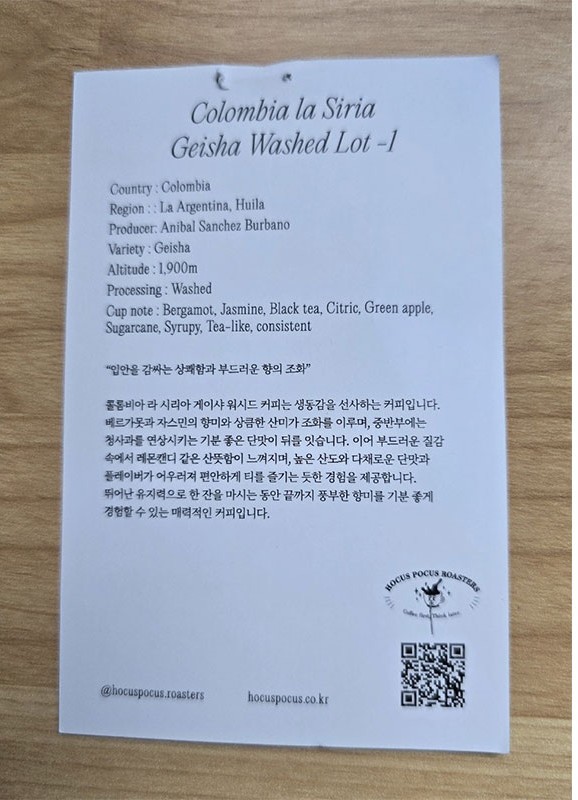 Colombia la Siria
Geisha Washed Lot -1
Country : Colombia
Region : : La Argentina, Huila
Producer: Anibal Sanchez Burbano
Variety : Geisha
Altitude : 1,900m
Processing : Washed
Cup note : Bergamot, Jasmine, Black tea, Citric, Green apple,
Sugarcane, Syrupy, Tea-like, consistent
“입안을 감싸는 상쾌함과 부드러운 향의 조화”
콜롬비아 라 시리아 게이샤 워시드 커피는 생동감을 선사하는 커피입니다.
베르가못과 자스민의 향미와 상큼한 산미가 조화를 이루며, 중반부에는
청사과를 연상시키는 기분 좋은 단맛이 뒤를 잇습니다. 이어 부드러운 질감
속에서 레몬캔디 같은 산뜻함이 느껴지며, 높은 산도와 다채로운 단맛과
플레이버가 어우러져 편안하게 티를 즐기는 듯한 경험을 제공합니다.
뛰어난 유지력으로 한 잔을 마시는 동안 끝까지 풍부한 향미를 기분 좋게
경험할 수 있는 매력적인 커피입니다.
HOCUS POCUS ROASTERS
Coffee first, Think later.
@hocuspocus.roasters
hocuspocus.co.kr